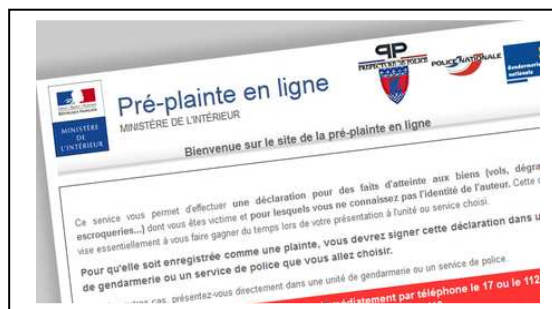 Pré-plainte en ligne
MINISTÈRE DE L'INTÉRIEUR
MINISTÈRE
DE
L'INTÉRIEUR
PRÉFECTURE DE POLICE
POLICE NATIONALE
Gendarmerie
nationale
Bienvenue sur le site de la pré-plainte en ligne
Ce service vous permet d'effectuer une déclaration pour des faits d'atteinte aux biens (vols, dégra
escroqueries...) dont vous êtes victime et pour lesquels vous ne connaissez pas l'identité de l'auteur. Cette d
vise essentiellement à vous faire gagner du temps lors de votre présentation à l'unité ou service choisi.
Pour qu'elle soit enregistrée comme une plainte, vous devrez signer cette déclaration dans u
de gendarmerie ou un service de police que vous allez choisir.
autres cas, présentez-vous directement dans une unité de gendarmerie ou un service de police.
médiatement par téléphone le 17 ou le 112